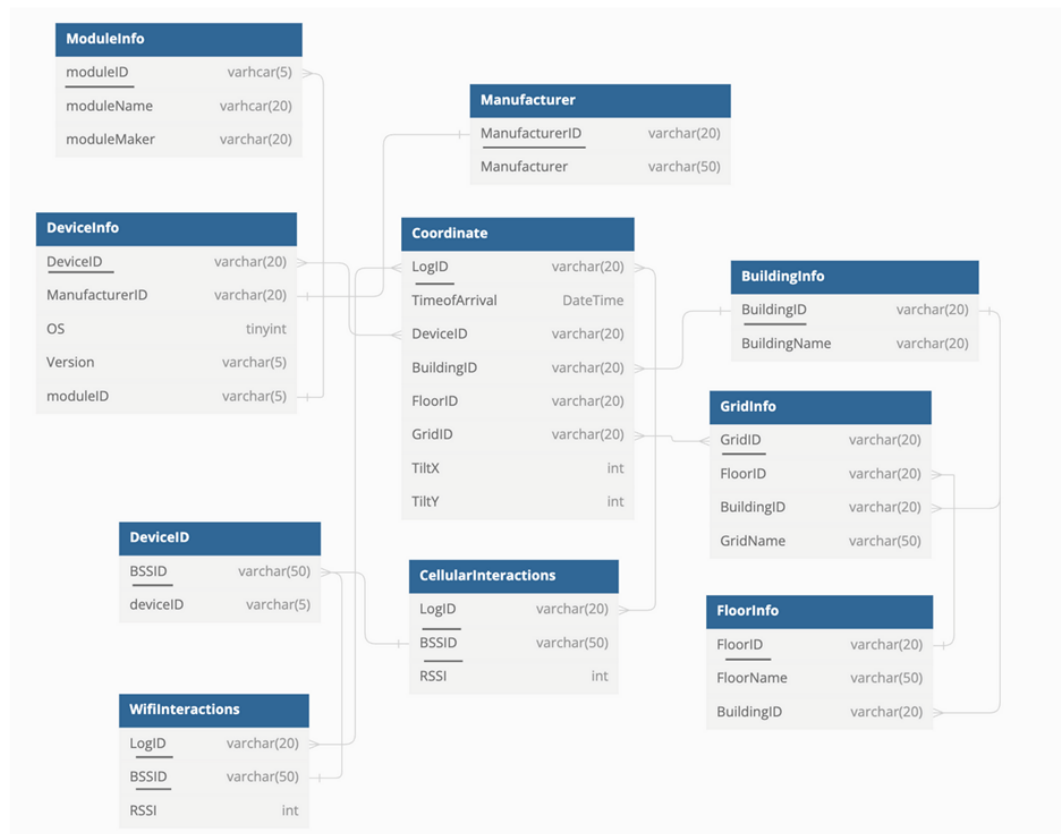 ModuleInfo
moduleID varhcar(5)
moduleName varhcar(20)
moduleMaker varchar(20)
Manufacturer
ManufacturerID varchar(20)
Manufacturer varchar(50)
DeviceInfo
DeviceID varchar(20)
ManufacturerID varchar(20)
OS tinyint
Version varchar(5)
moduleID varchar(5)
Coordinate
LogID varchar(20)
TimeofArrival DateTime
DeviceID varchar(20)
BuildingID varchar(20)
FloorID varchar(20)
GridID varchar(20)
TiltX int
TiltY int
BuildingInfo
BuildingID varchar(20)
BuildingName varchar(20)
GridInfo
GridID varchar(20)
FloorID varchar(20)
BuildingID varchar(20)
GridName varchar(50)
DeviceID
BSSID varchar(50)
deviceID varchar(5)
CellularInteractions
LogID varchar(20)
BSSID varchar(50)
RSSI int
FloorInfo
FloorID varchar(20)
FloorName varchar(50)
BuildingID varchar(20)
WifiInteractions
LogID varchar(20)
BSSID varchar(50)
RSSI int